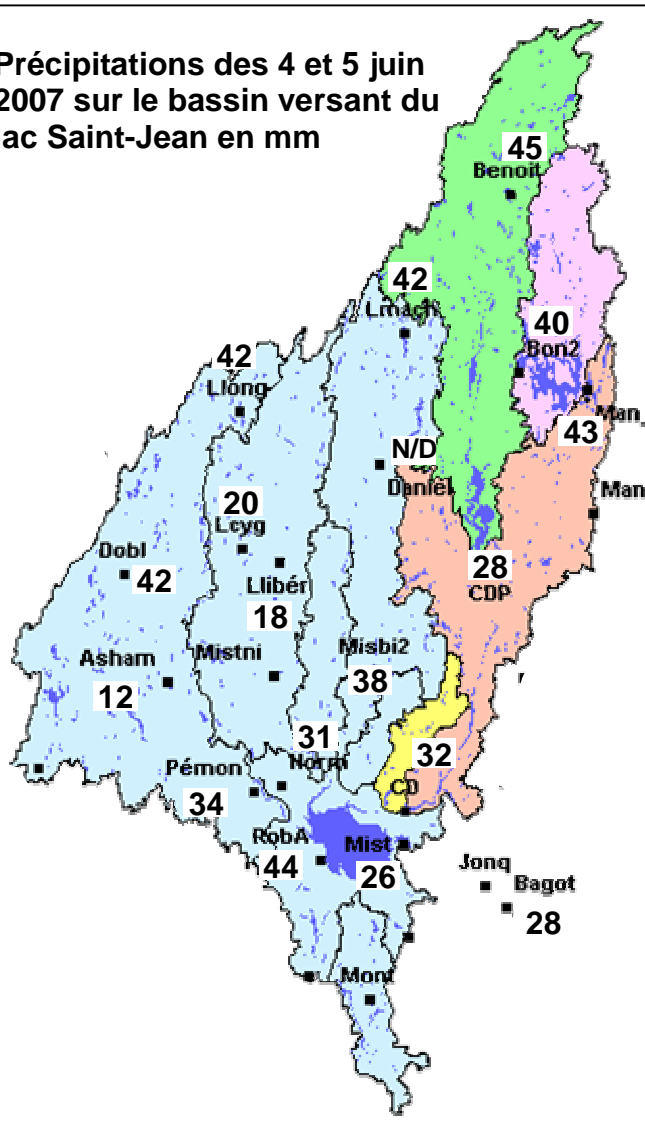 Précipitations des 4 et 5 juin
2007 sur le bassin versant du
lac Saint-Jean en mm
45
Benoit
42
Lmach
40
Bon2
42
Llong
Man_
43
N/D
Daniel
Man
20
Lcyg
Dobl
42
28
CDP
Llibér
18
Misbi2
38
Asham
12
Mistni
31
Norm
32
CD
Pémon
34
RobA
44
Mist
26
Jonq
Bagot
28
Mont